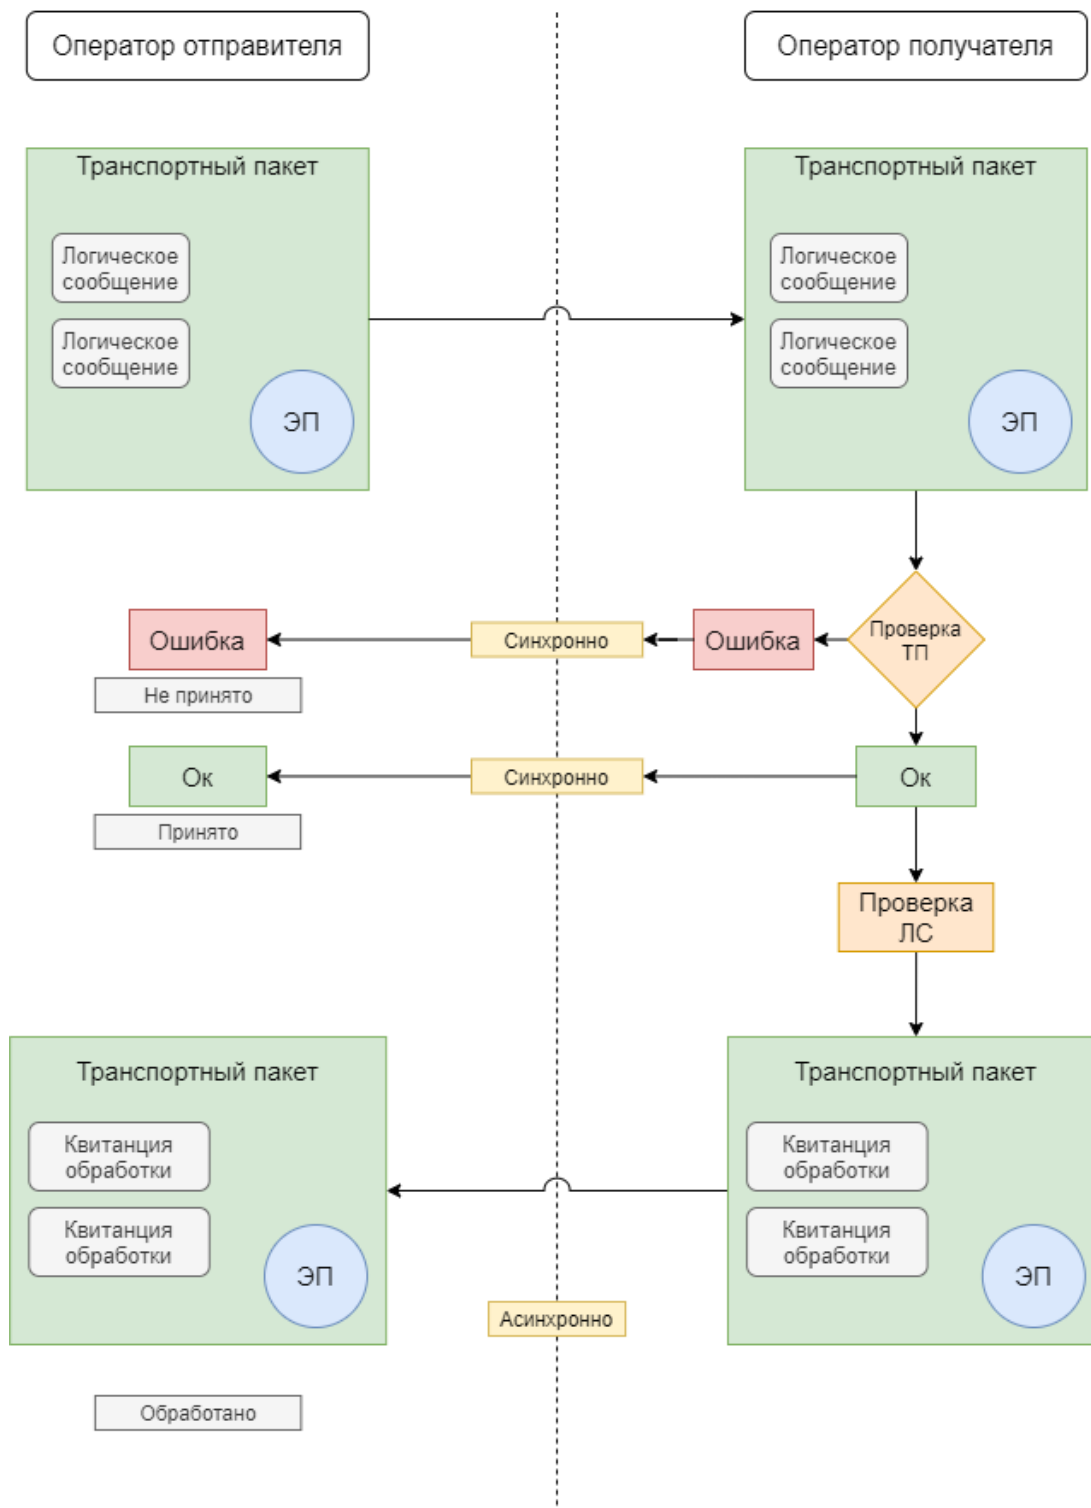 Оператор отправителя
Оператор получателя
Транспортный пакет
Логическое
сообщение
Логическое
сообщение
ЭП
Транспортный пакет
Логическое
сообщение
Логическое
сообщение
ЭП
Проверка
ТП
Ошибка
Синхронно
Ошибка
Не принято
Ок
Синхронно
Ок
Принято
Проверка
ЛС
Транспортный пакет
Квитанция
обработки
Квитанция
обработки
ЭП
Транспортный пакет
Квитанция
обработки
Квитанция
обработки
ЭП
Асинхронно
Обработано